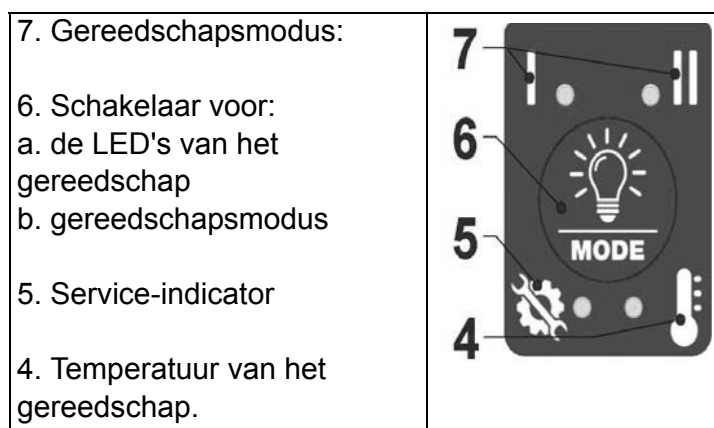 7. Gereedschapsmodus:
6. Schakelaar voor:
a. de LED's van het
gereedschap
b. gereedschapsmodus
5. Service-indicator
4. Temperatuur van het
gereedschap.
7
I
II
6
MODE
5
4